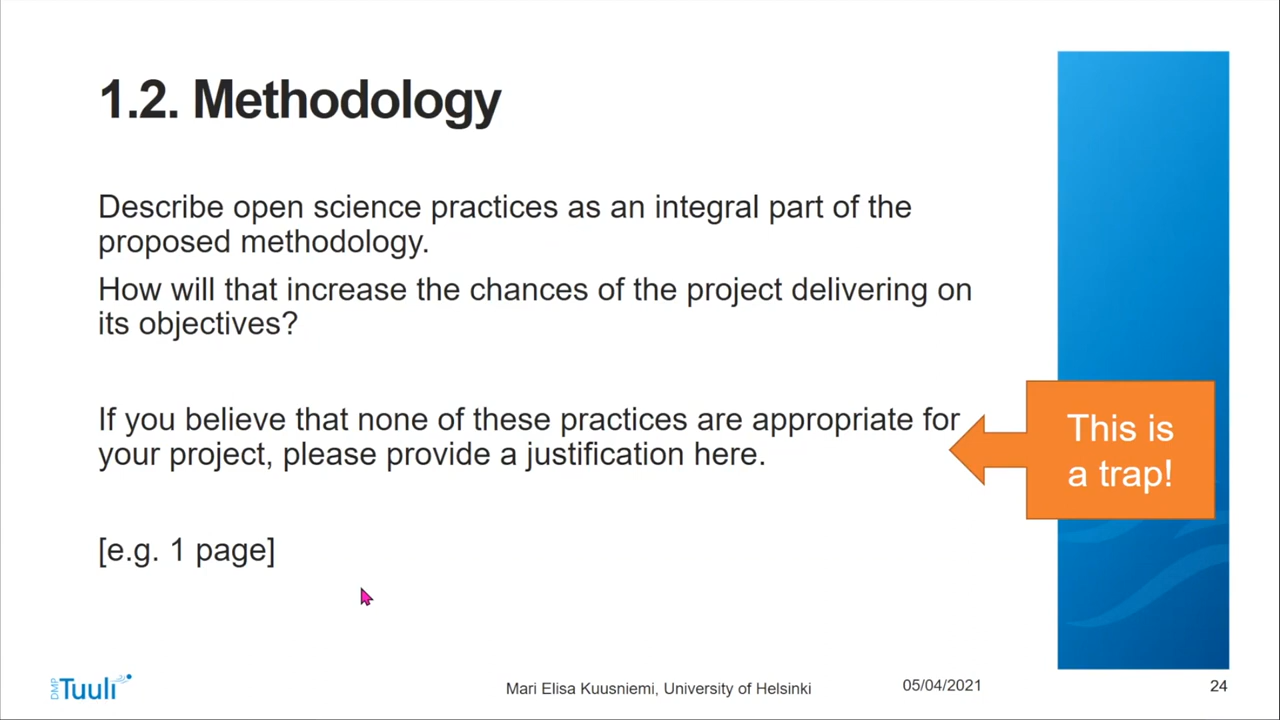 1.2. Methodology
Describe open science practices as an integral part of the
proposed methodology.
How will that increase the chances of the project delivering on
its objectives?
If you believe that none of these practices are appropriate for
your project, please provide a justification here.
This is
a trap!
[e.g. 1 page]
DMP Tuuli
Mari Elisa Kuusniemi, University of Helsinki
05/04/2021
24